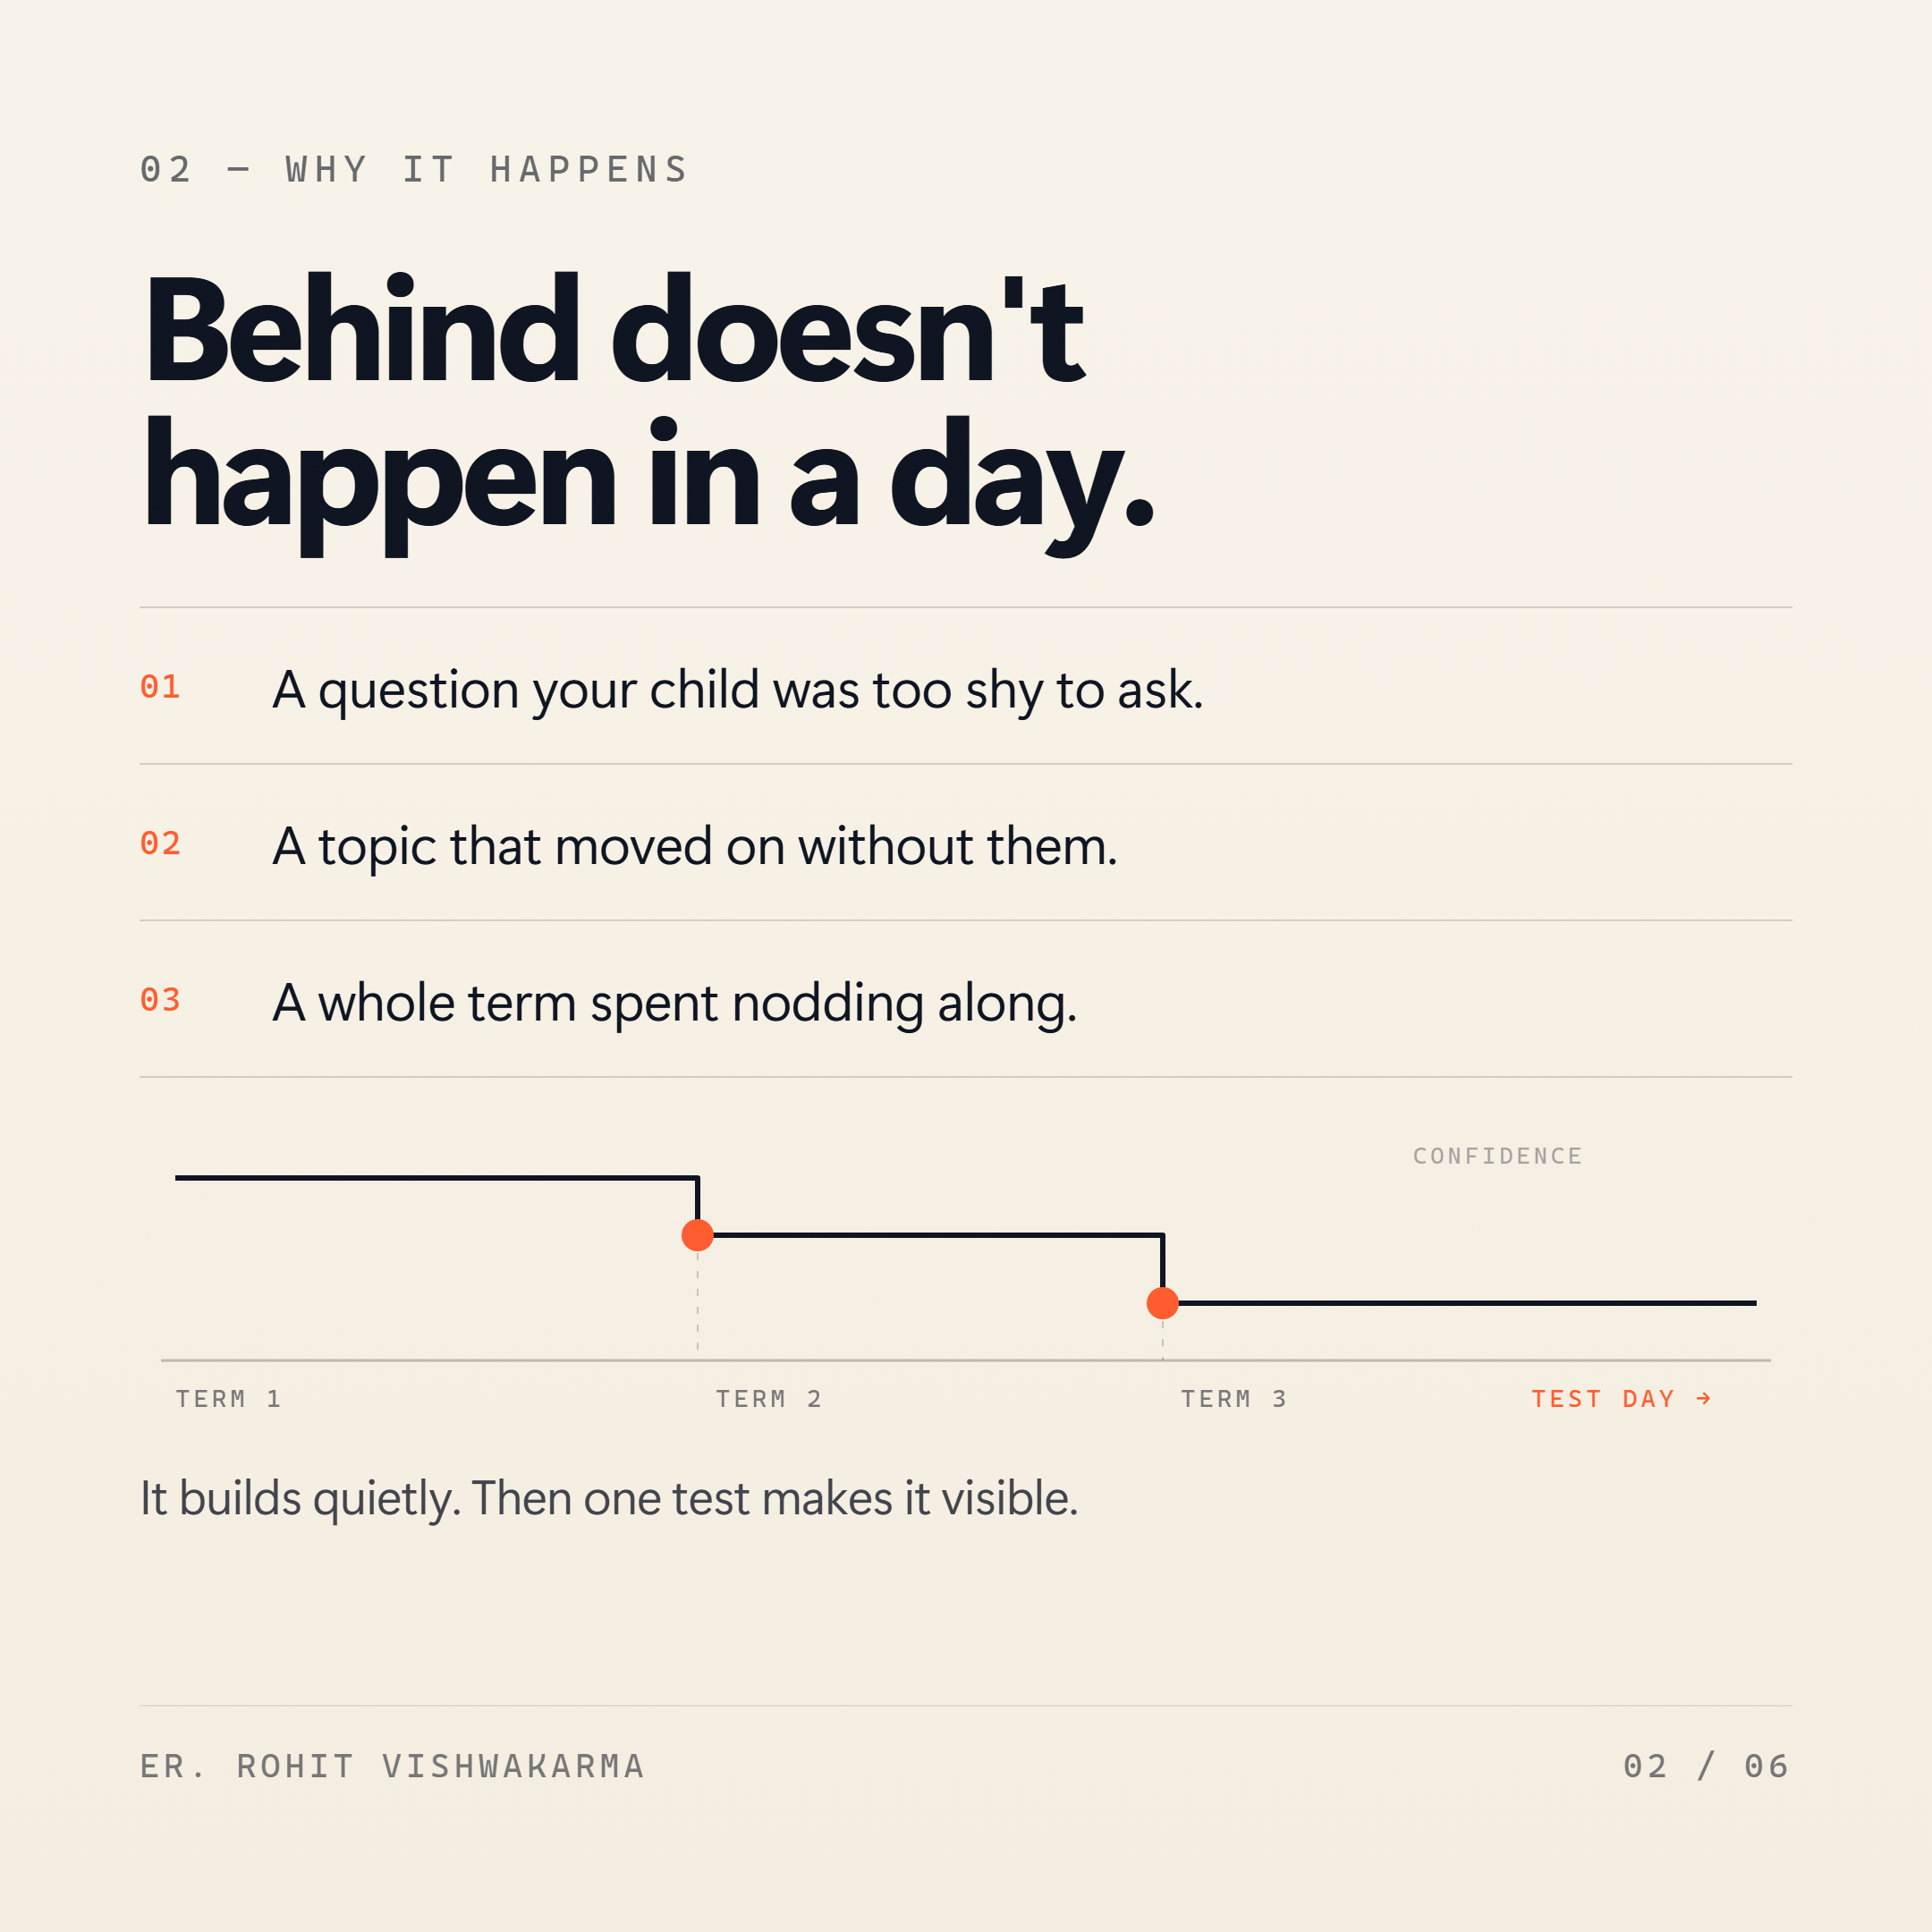 02 — WHY IT HAPPENS
Behind doesn't
happen in a day.
01 A question your child was too shy to ask.
02 A topic that moved on without them.
03 A whole term spent nodding along.
CONFIDENCE
TERM 1 TERM 2 TERM 3 TEST DAY →
It builds quietly. Then one test makes it visible.
ER. ROHIT VISHWAKARMA 02 / 06